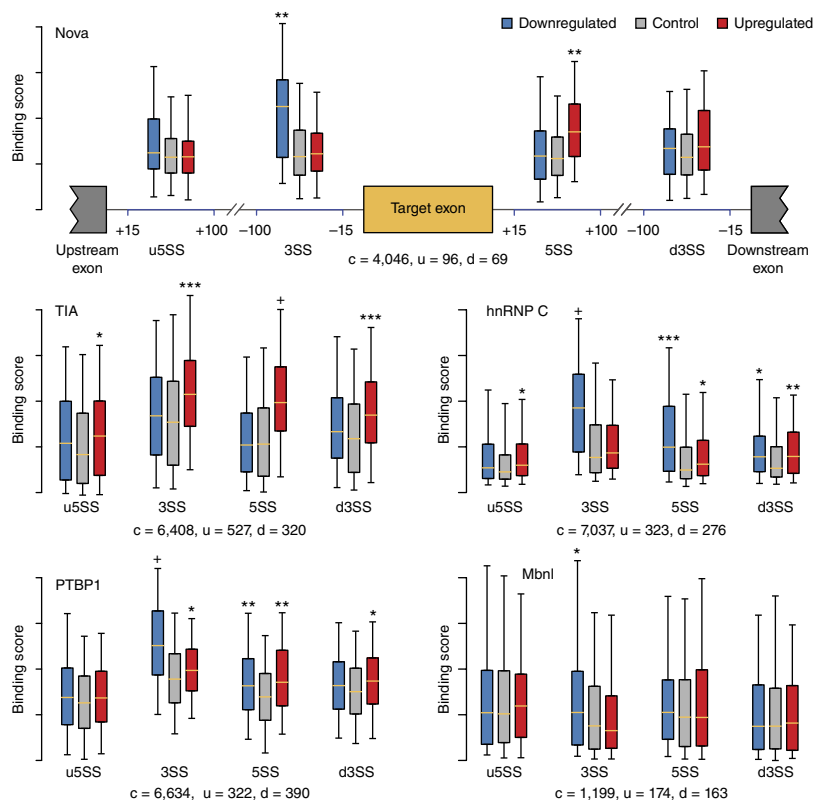 Nova
Downregulated
Control
Upregulated
Binding score
**
**
Target exon
Upstream exon
+15
+100
−100
−15
+15
+100
−100
−15
Downstream exon
u5SS
3SS
5SS
d3SS
c = 4,046, u = 96, d = 69
TIA
Binding score
*
***
+
***
u5SS
3SS
5SS
d3SS
c = 6,408, u = 527, d = 320
hnRNP C
Binding score
*
+
***
*
*
**
u5SS
3SS
5SS
d3SS
c = 7,037, u = 323, d = 276
PTBP1
Binding score
+
*
**
**
*
u5SS
3SS
5SS
d3SS
c = 6,634, u = 322, d = 390
Mbnl
Binding score
*
u5SS
3SS
5SS
d3SS
c = 1,199, u = 174, d = 163